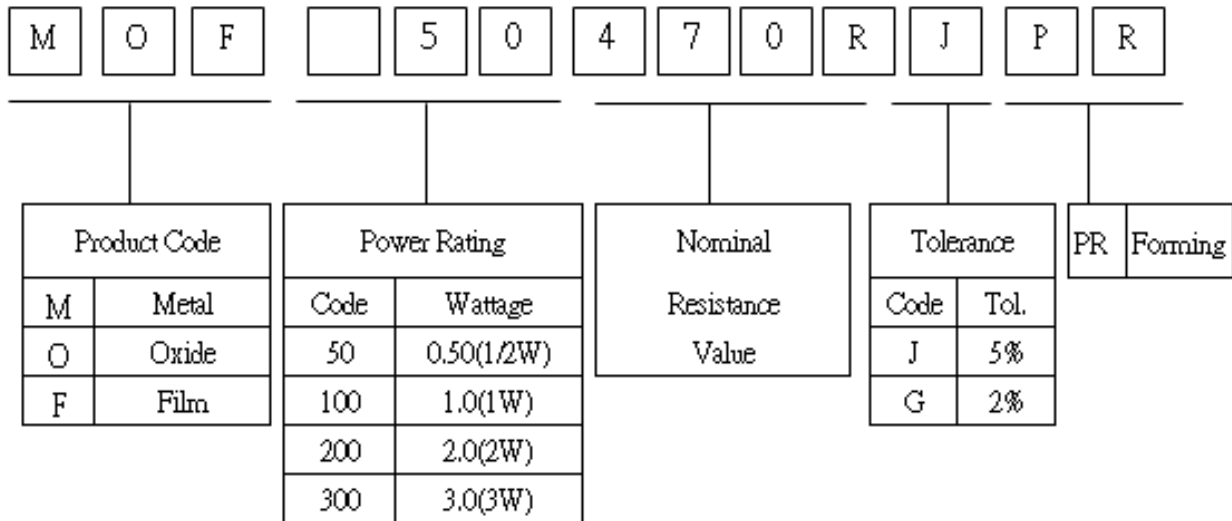 M O F 5 0 4 7 0 R J P R
Product Code Power Rating Nominal Tolerance PR Forming
M Metal Code Wattage Resistance Code Tol.
O Oxide 50 0.50(1/2W) Value J 5%
F Film 100 1.0(1W) G 2%
200 2.0(2W)
300 3.0(3W)